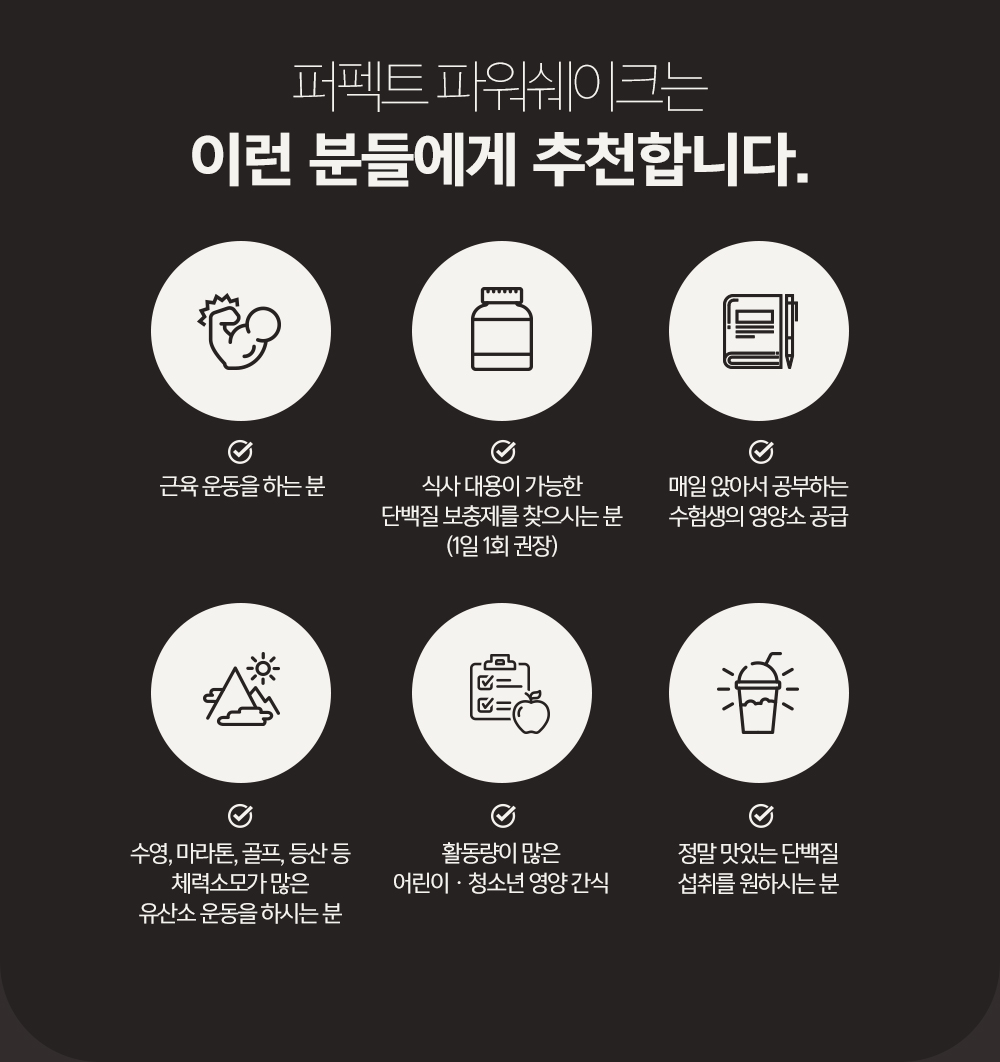 퍼펙트 파워쉐이크는
이런 분들에게 추천합니다.
근육 운동을 하는 분
식사 대용이 가능한
단백질 보충제를 찾으시는 분
(1일 1회 권장)
매일 앉아서 공부하는
수험생의 영양소 공급
수영, 마라톤, 골프, 등산 등
체력소모가 많은
유산소 운동을 하시는 분
활동량이 많은
어린이 · 청소년 영양 간식
정말 맛있는 단백질
섭취를 원하시는 분